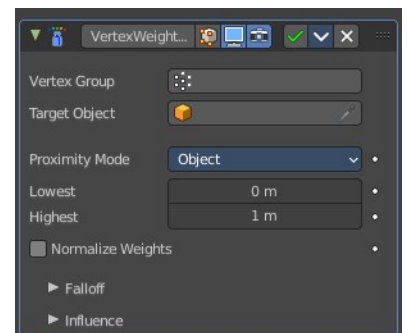 VertexWeight...
Vertex Group
Target Object
Proximity Mode Object
Lowest 0 m
Highest 1 m
Normalize Weights
Falloff
Influence